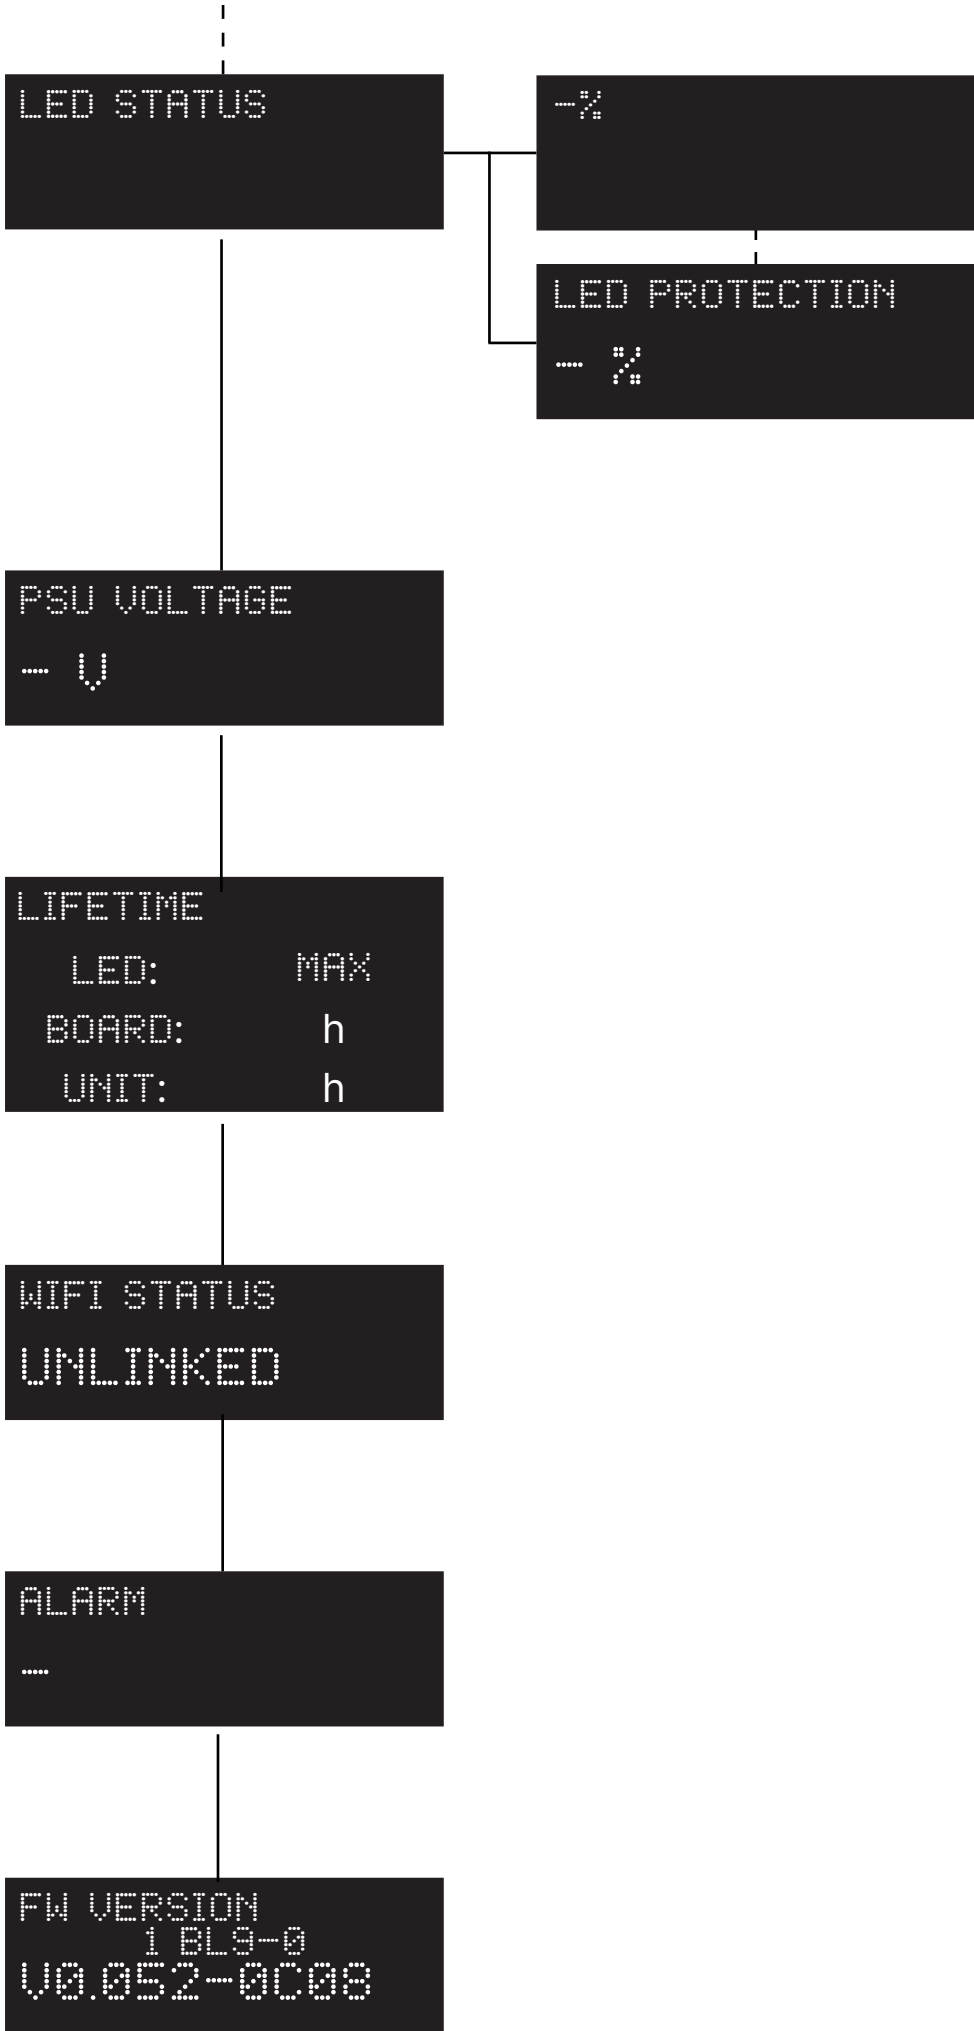 LED STATUS
-%
LED PROTECTION
- %
PSU VOLTAGE
- V
LIFETIME
LED: MAX
BOARD: h
UNIT: h
WIFI STATUS
UNLINKED
ALARM
-
FW VERSION
1 BL9-0
V0.052-0C08